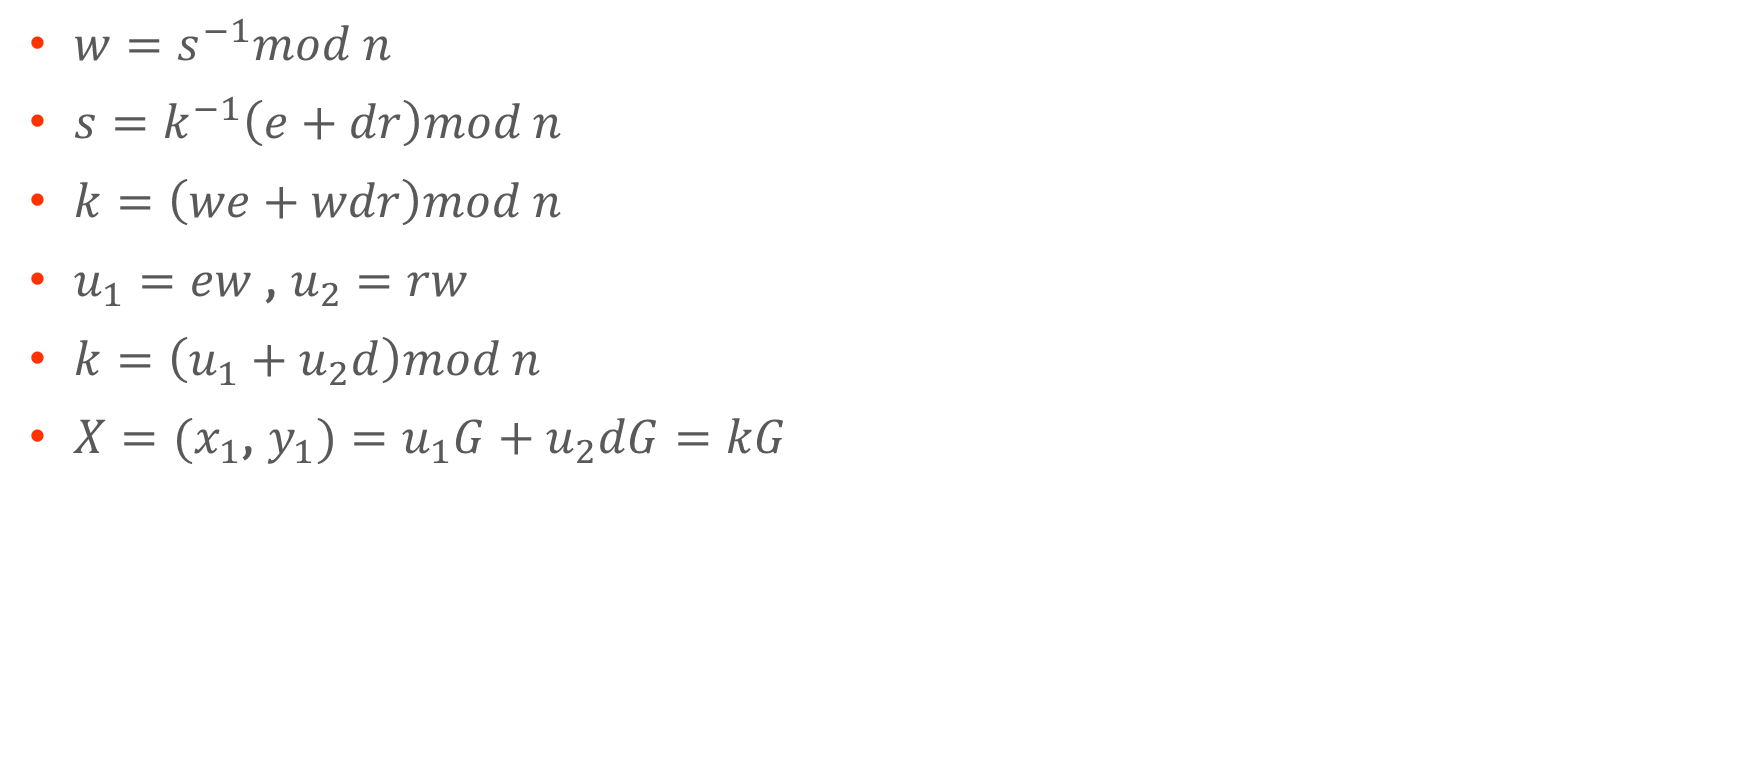 • w = s⁻¹mod n
• s = k⁻¹(e + dr)mod n
• k = (we + wdr)mod n
• u₁ = ew , u₂ = rw
• k = (u₁ + u₂d)mod n
• X = (x₁, y₁) = u₁G + u₂dG = kG